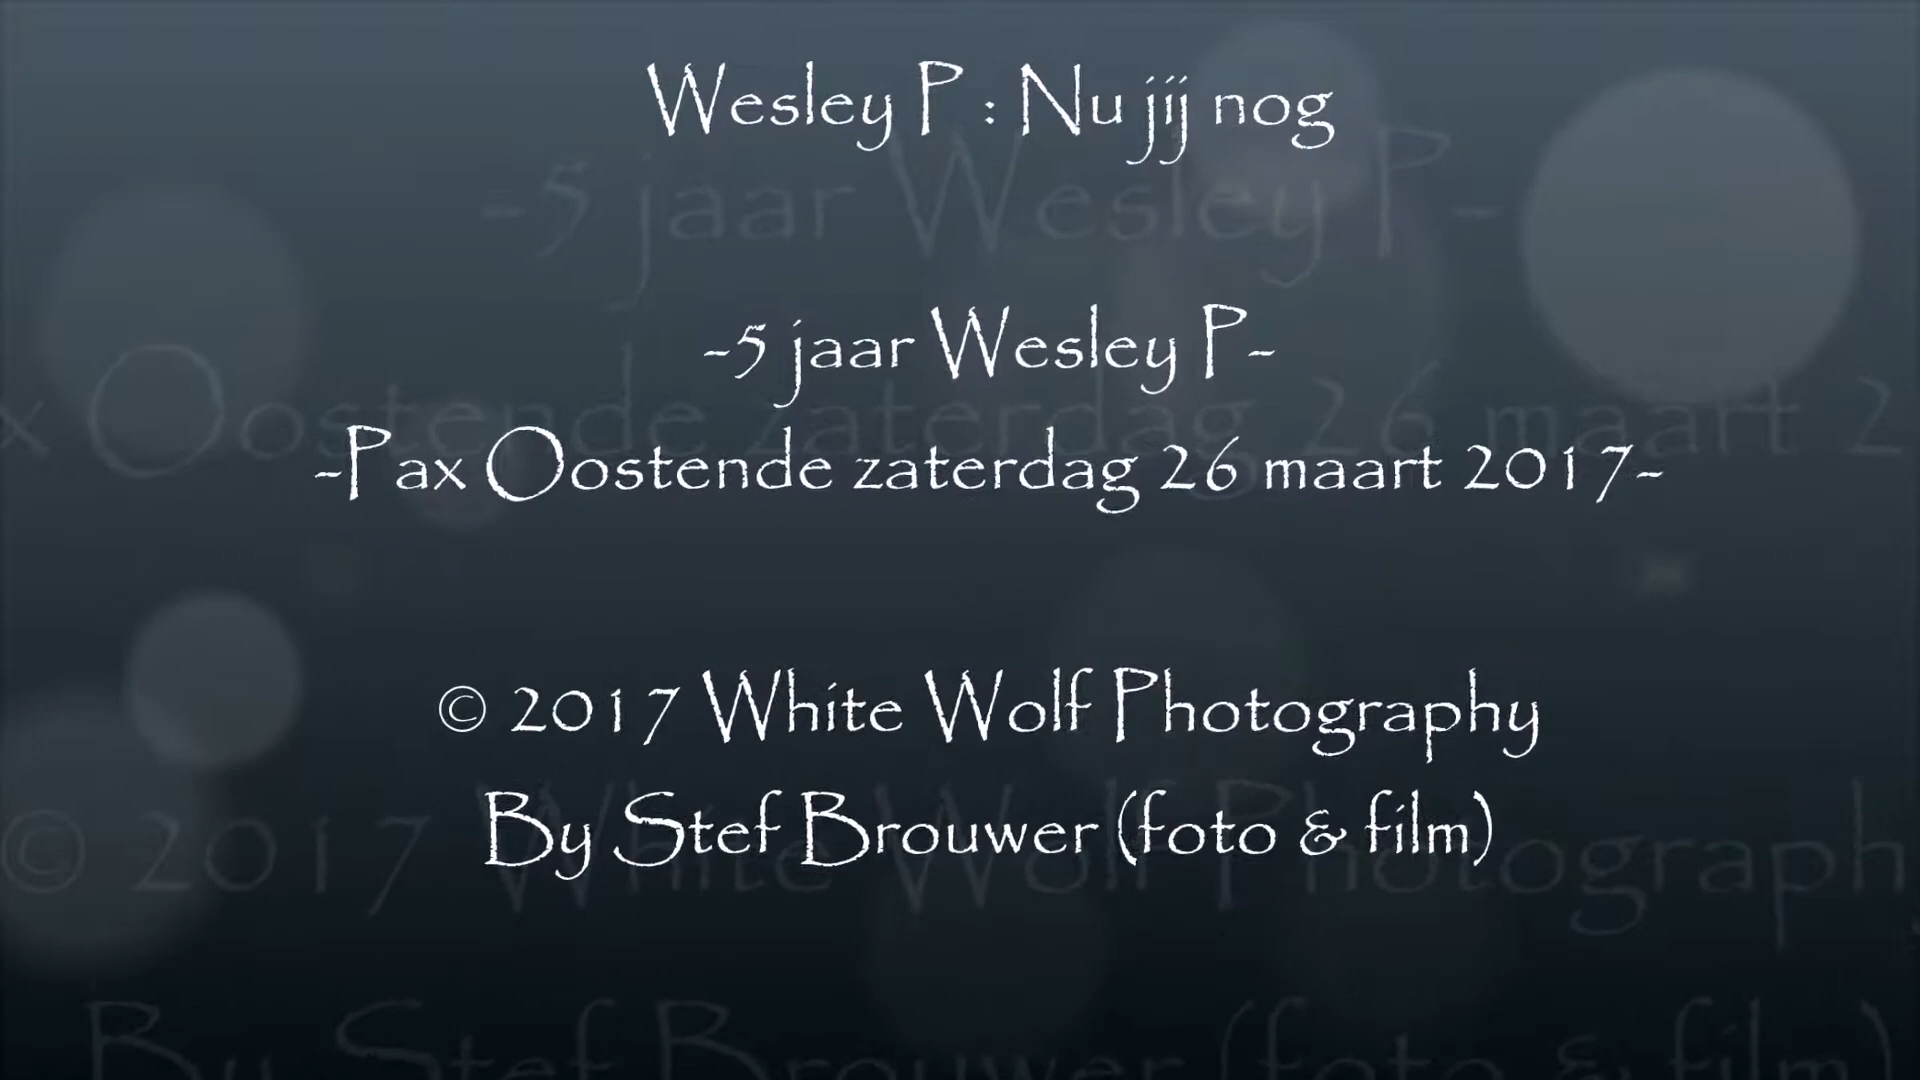 Wesley P : Nu jij nog
-5 jaar Wesley P-
-Pax Oostende zaterdag 26 maart 2017-
© 2017 White Wolf Photography
By Stef Brouwer (foto & film)